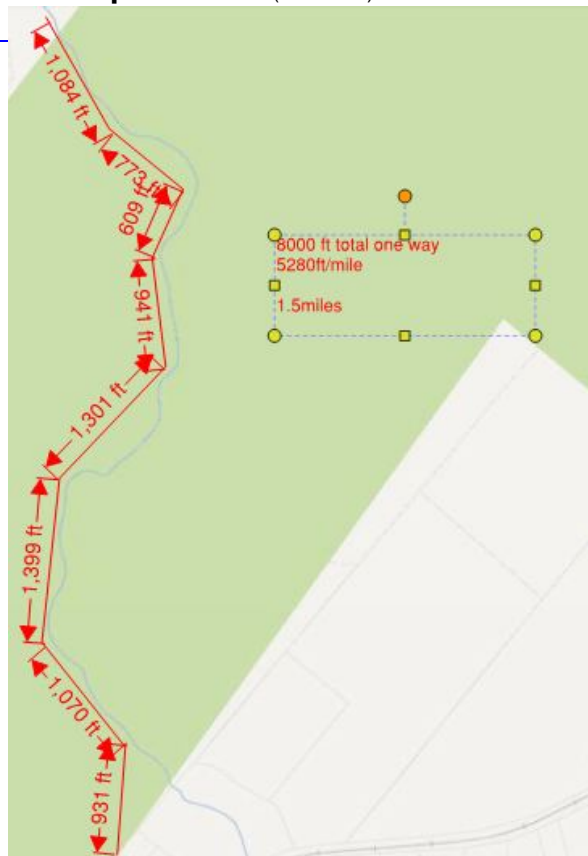 1,084 ft
773 ft
609 ft
8000 ft total one way
5280ft/mile
1.5miles
941 ft
1,301 ft
1,399 ft
1,070 ft
931 ft